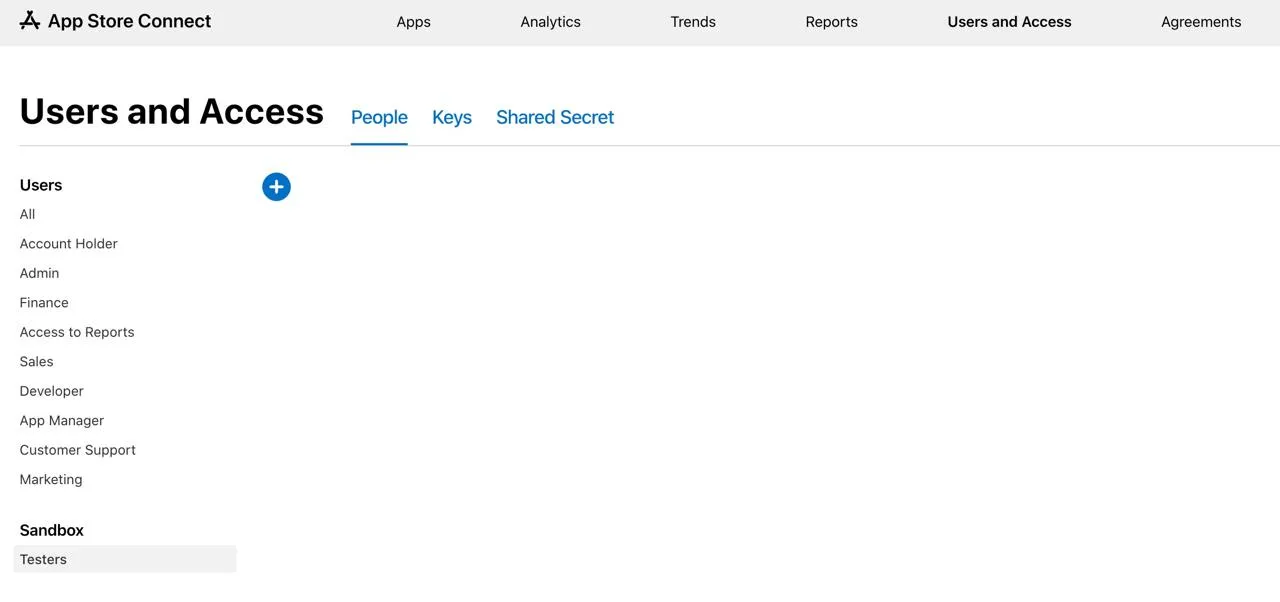 App Store Connect Apps Analytics Trends Reports Users and Access Agreements
Users and Access People Keys Shared Secret
Users
All
Account Holder
Admin
Finance
Access to Reports
Sales
Developer
App Manager
Customer Support
Marketing
Sandbox
Testers